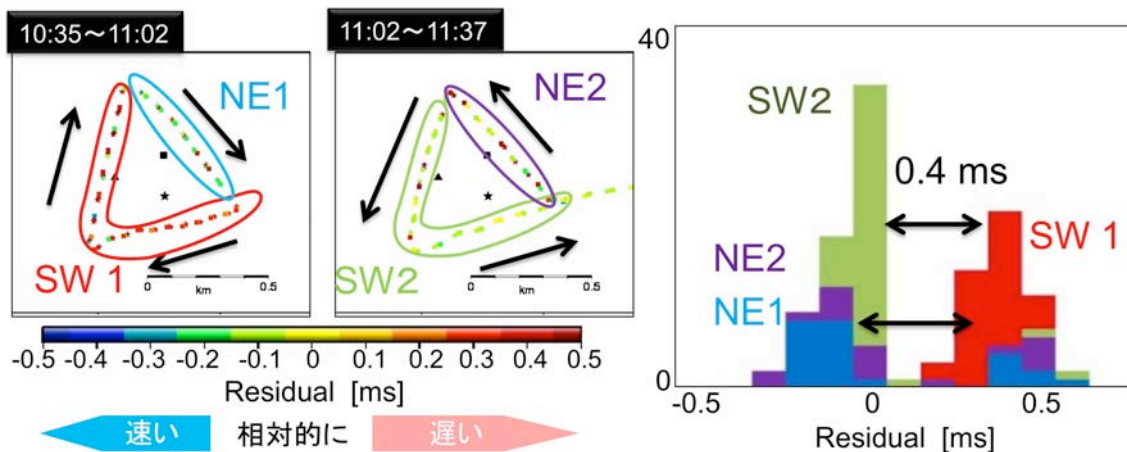 10:35～11:02
11:02～11:37
NE1
SW 1
0 km 0.5
NE2
SW2
0 km 0.5
-0.5 -0.4 -0.3 -0.2 -0.1 0 0.1 0.2 0.3 0.4 0.5
Residual [ms]
速い 相対的に 遅い
40
SW2
0.4 ms
SW 1
NE2
NE1
0
-0.5 0 0.5
Residual [ms]